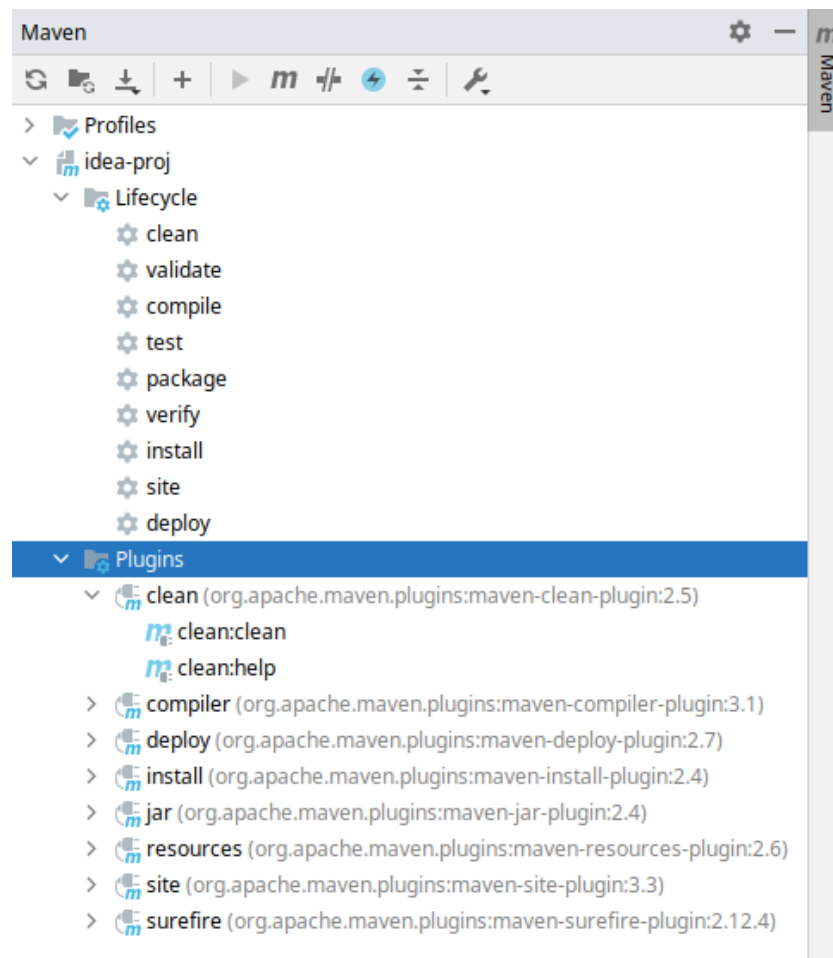 Maven
m
Maven
m
Profiles
idea-proj
Lifecycle
clean
validate
compile
test
package
verify
install
site
deploy
Plugins
clean (org.apache.maven.plugins:maven-clean-plugin:2.5)
clean:clean
clean:help
compiler (org.apache.maven.plugins:maven-compiler-plugin:3.1)
deploy (org.apache.maven.plugins:maven-deploy-plugin:2.7)
install (org.apache.maven.plugins:maven-install-plugin:2.4)
jar (org.apache.maven.plugins:maven-jar-plugin:2.4)
resources (org.apache.maven.plugins:maven-resources-plugin:2.6)
site (org.apache.maven.plugins:maven-site-plugin:3.3)
surefire (org.apache.maven.plugins:maven-surefire-plugin:2.12.4)